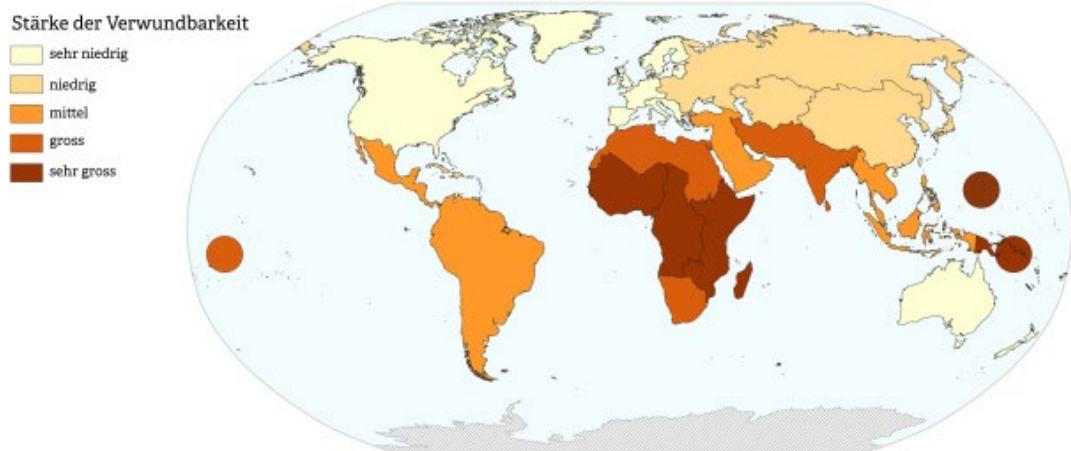 Stärke der Verwundbarkeit
sehr niedrig
niedrig
mittel
gross
sehr gross